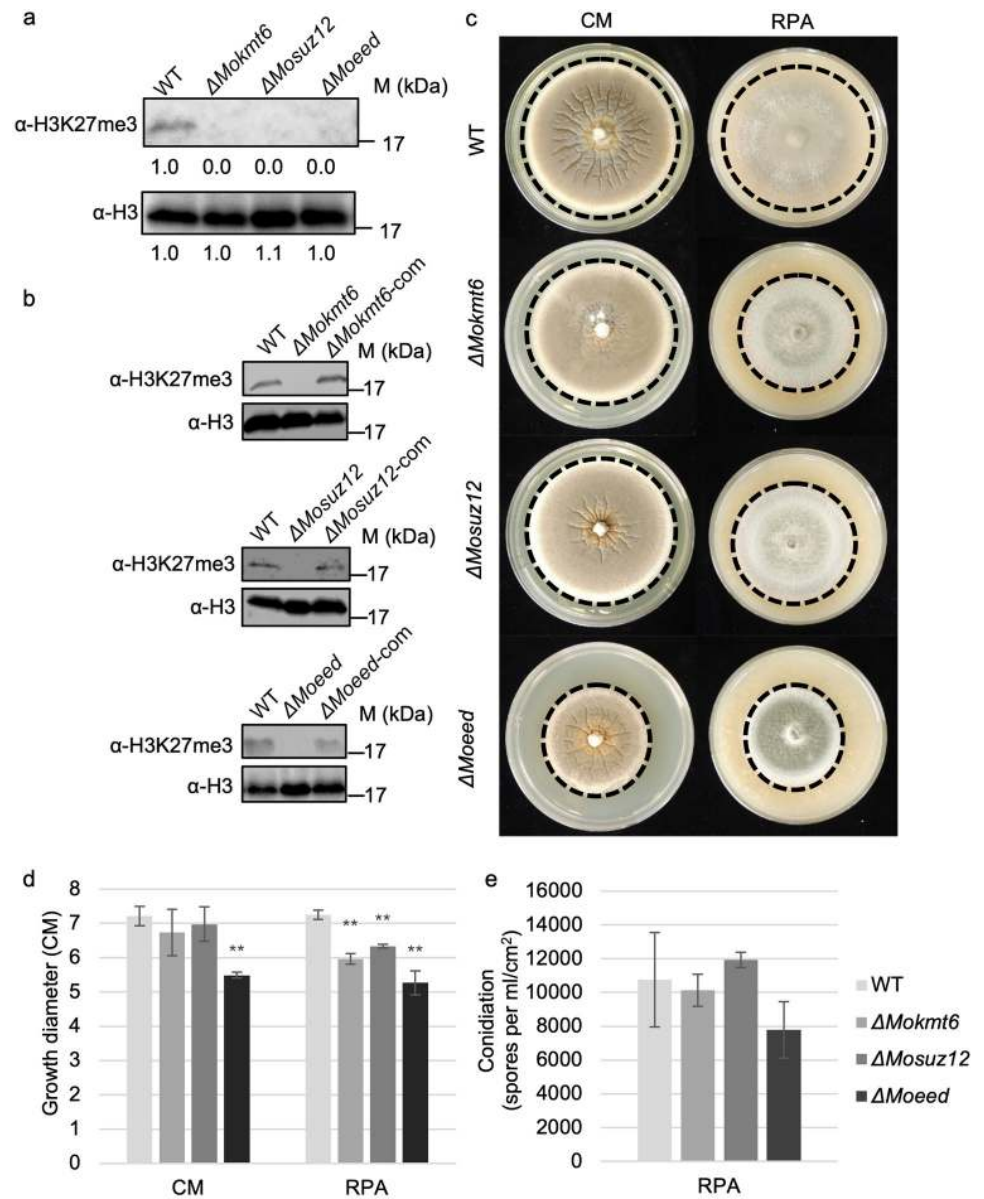 a
WT
ΔMokmt6
ΔMosuz12
ΔMoeed
M (kDa)
α-H3K27me3
17
1.0 0.0 0.0 0.0
α-H3
17
1.0 1.0 1.1 1.0
b
WT
ΔMokmt6
ΔMokmt6-com
M (kDa)
α-H3K27me3
17
α-H3
17
WT
ΔMosuz12
ΔMosuz12-com
M (kDa)
α-H3K27me3
17
α-H3
17
WT
ΔMoeed
ΔMoeed-com
M (kDa)
α-H3K27me3
17
α-H3
17
c
CM RPA
WT
ΔMokmt6
ΔMosuz12
ΔMoeed
d
Growth diameter (CM)
8
7
6
5
4
3
2
1
0
**
**
**
**
CM RPA
e
Conidiation
(spores per ml/cm²)
16000
14000
12000
10000
8000
6000
4000
2000
0
RPA
WT
ΔMokmt6
ΔMosuz12
ΔMoeed